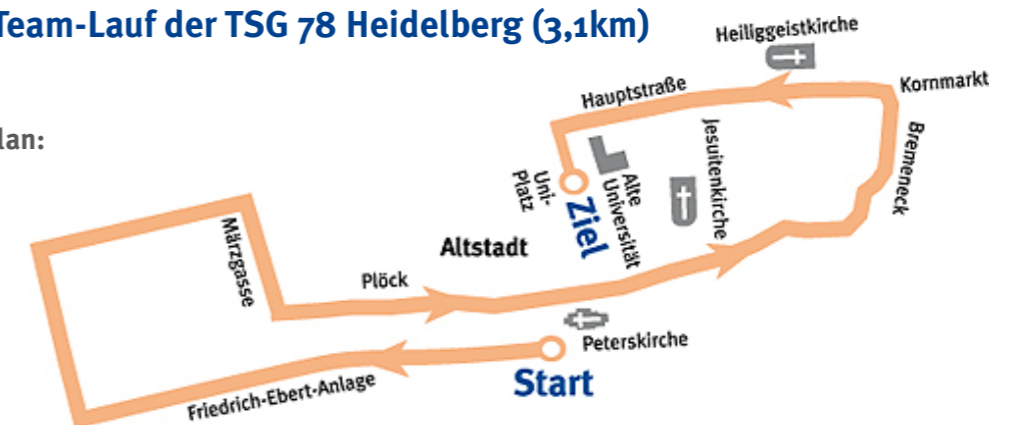 Team-Lauf der TSG 78 Heidelberg (3,1km)
lan:
Heiliggeistkirche
Hauptstraße
Kornmarkt
Bremeneck
Jesuitenkirche
Alte
Universität
Uni-
Platz
Ziel
Altstadt
Märzgasse
Plöck
Peterskirche
Start
Friedrich-Ebert-Anlage